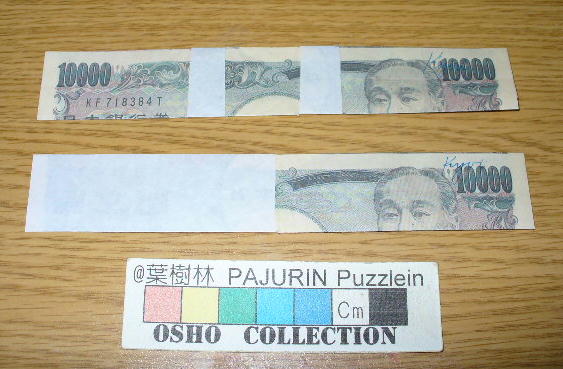 10000 10000
KF718384T
10000
@葉樹林 PAJURIN Puzzlein
Cm
OSHO COLLECTION